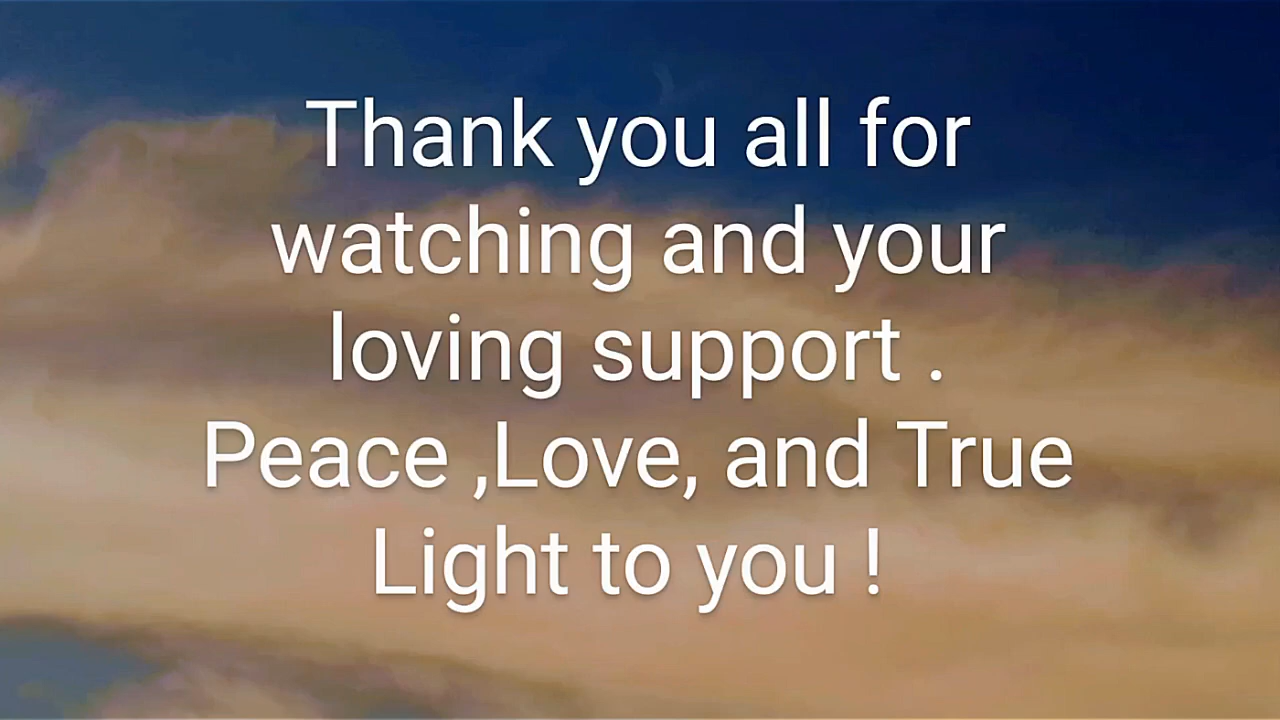 Thank you all for
watching and your
loving support .
Peace ,Love, and True
Light to you !